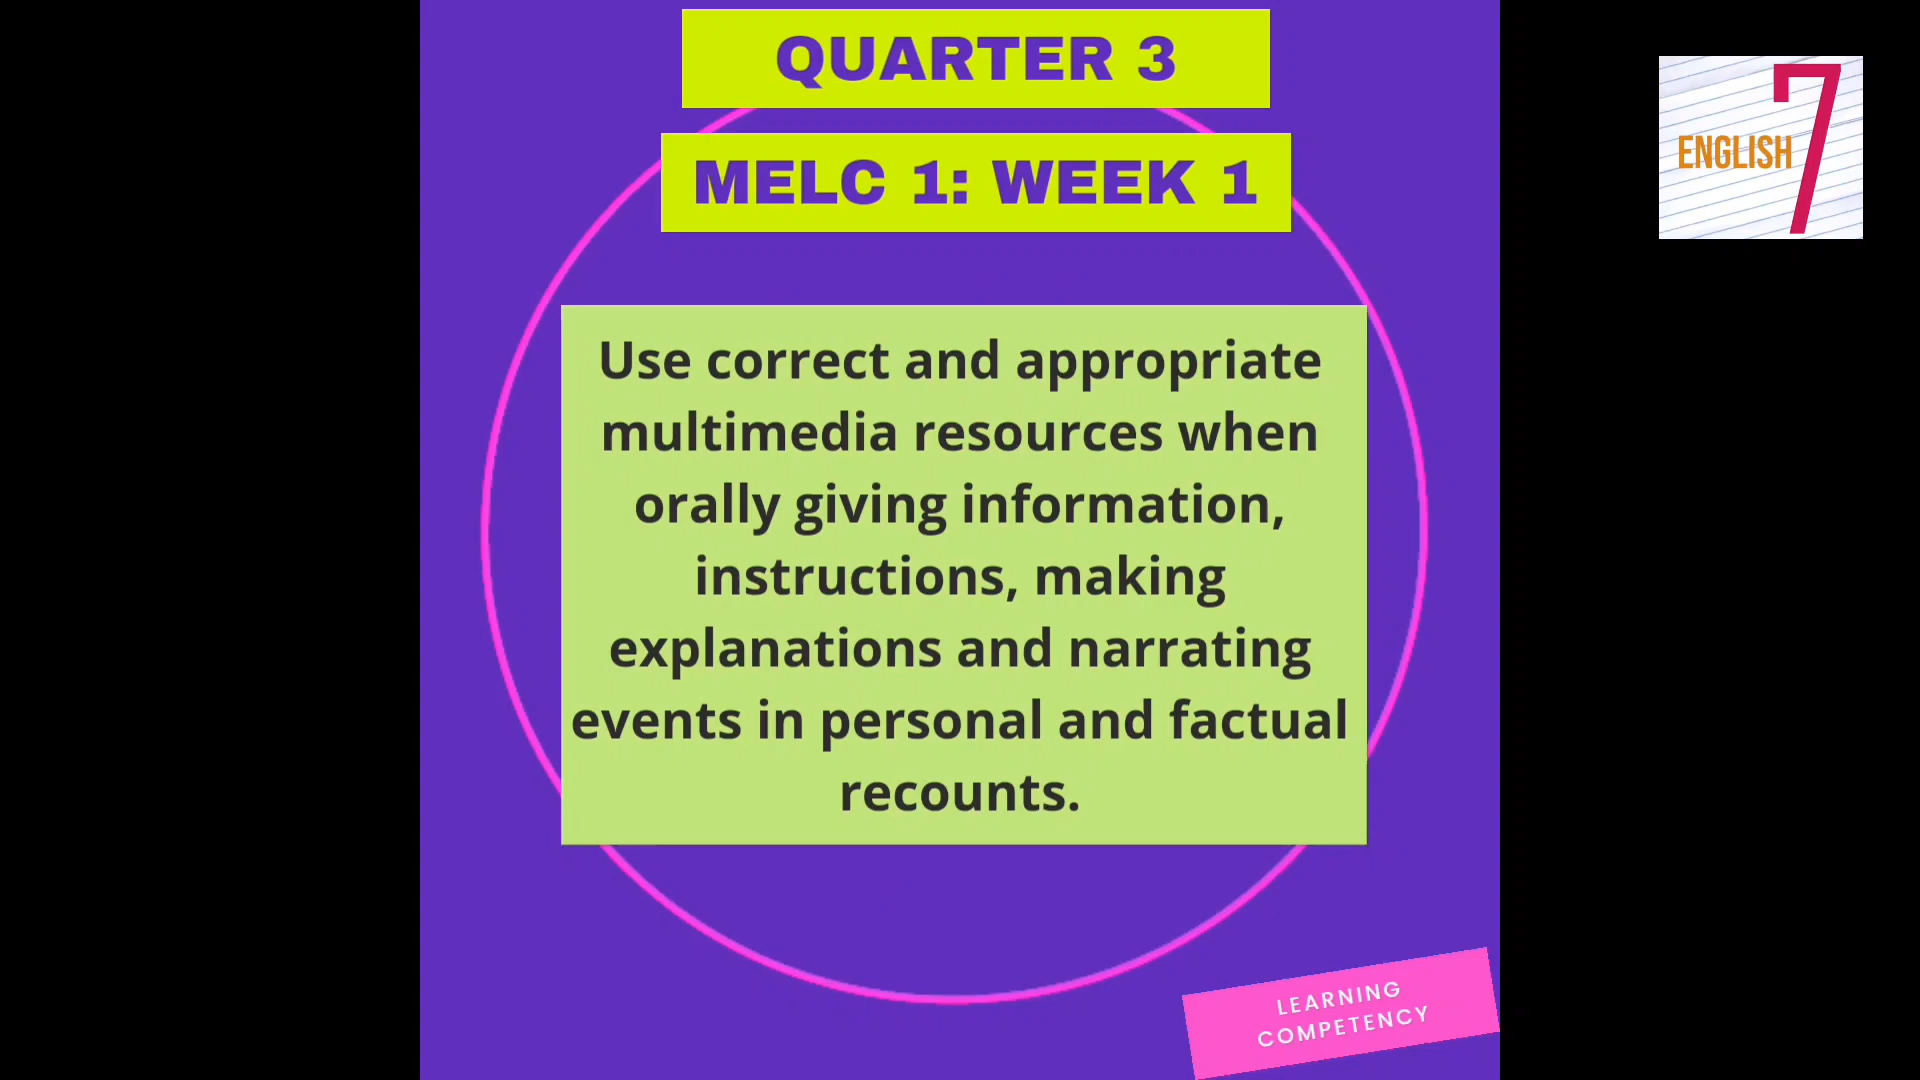 QUARTER 3
MELC 1: WEEK 1
ENGLISH 7
Use correct and appropriate
multimedia resources when
orally giving information,
instructions, making
explanations and narrating
events in personal and factual
recounts.
LEARNING
COMPETENCY